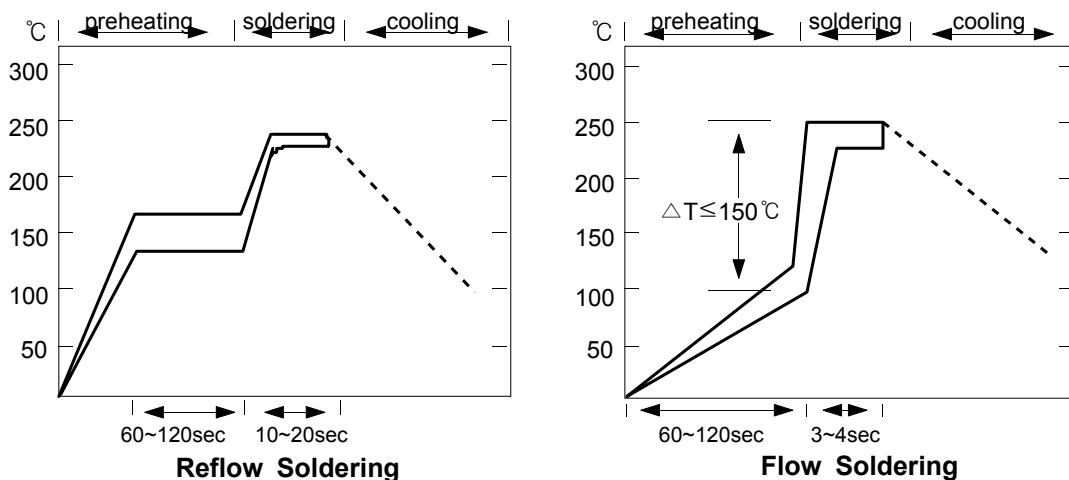 ℃ preheating soldering cooling
300
250
200
150
100
50
60~120sec 10~20sec
Reflow Soldering
℃ preheating soldering cooling
300
250
200
150
100
50
△T≤150℃
60~120sec 3~4sec
Flow Soldering